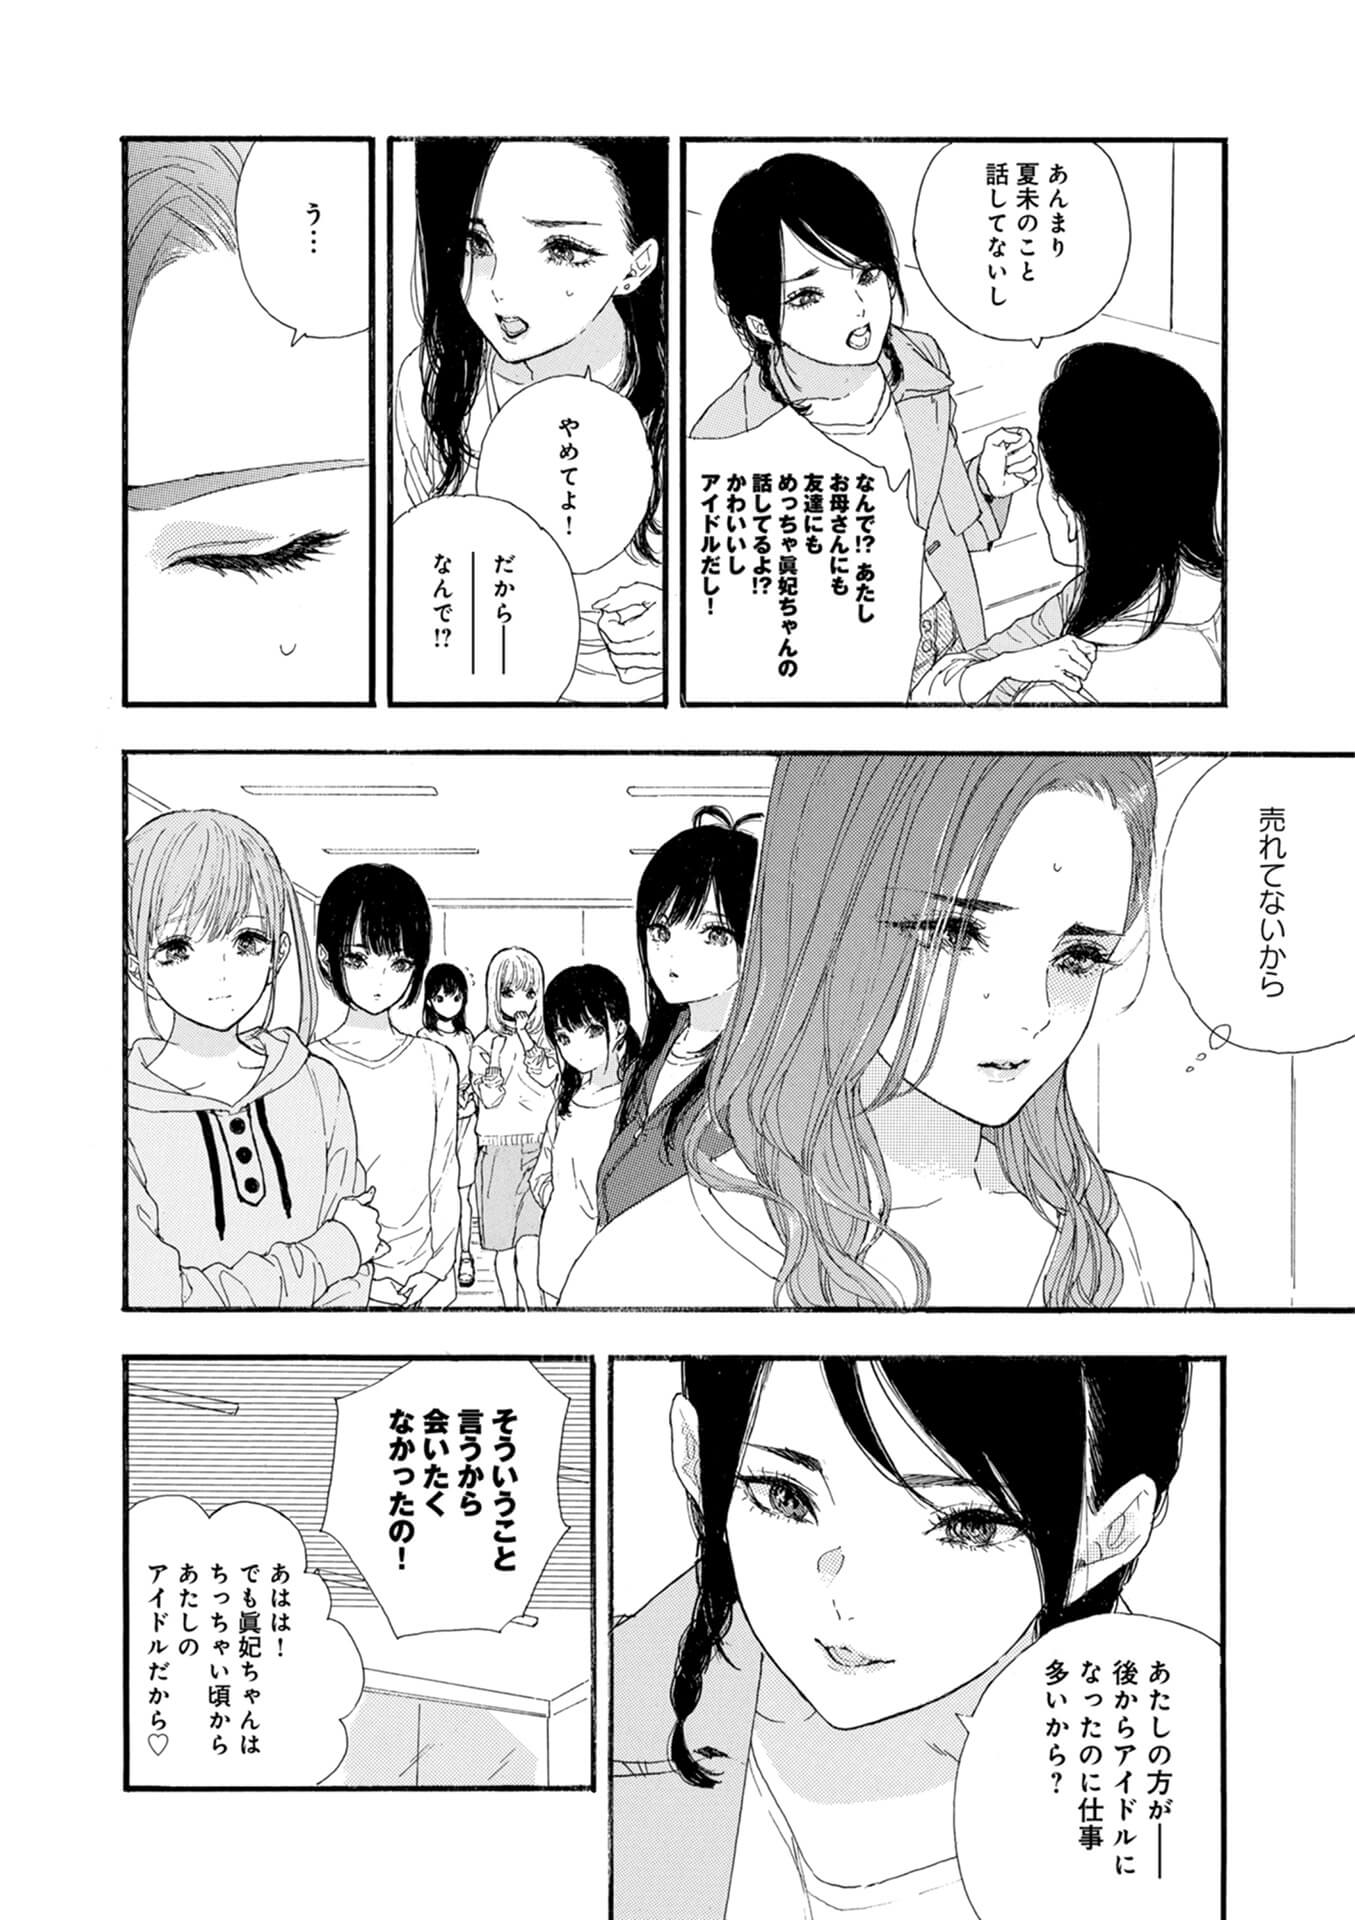 あんまり
夏未のこと
話してないし
なんで!? あたし
お母さんにも
友達にも
めっちゃ眞妃ちゃんの
話してるよ!?
かわいいし
アイドルだし！
やめてよ！
だから――
なんで!?
う…
売れてないから
あたしの方が――
後からアイドルに
なったのに仕事
多いから？
そういうこと
言うから
会いたく
なかったの！
あはは！
でも眞妃ちゃんは
ちっちゃい頃から
あたしの
アイドルだから♡